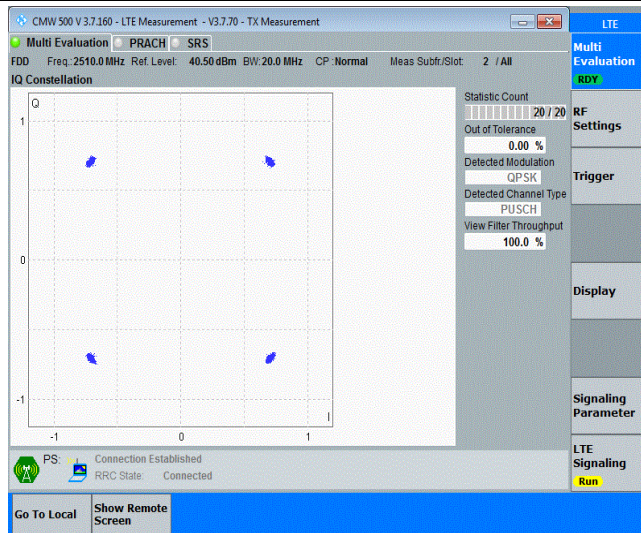 CMW 500 V 3.7.160 - LTE Measurement - V3.7.70 - TX Measurement
LTE
Multi Evaluation PRACH SRS
FDD Freq.:2510.0 MHz Ref. Level: 40.50 dBm BW:20.0 MHz CP :Normal Meas Subfr./Slot: 2 / All
IQ Constellation
Q
1
0
-1
I
-1 0 1
Statistic Count
20 / 20
Out of Tolerance
0.00 %
Detected Modulation
QPSK
Detected Channel Type
PUSCH
View Filter Throughput
100.0 %
PS: Connection Established
RRC State: Connected
Multi
Evaluation
RDY
RF
Settings
Trigger
Display
Signaling
Parameter
LTE
Signaling
Run
Go To Local
Show Remote
Screen